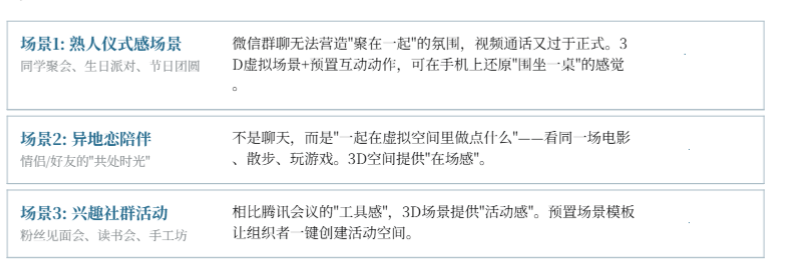 场景1: 熟人仪式感场景
同学聚会、生日派对、节日团圆
微信群聊无法营造"聚在一起"的氛围，视频通话又过于正式。3
D虚拟场景+预置互动动作，可在手机上还原"围坐一桌"的感觉
。
场景2: 异地恋陪伴
情侣/好友的"共处时光"
不是聊天，而是"一起在虚拟空间里做点什么"——看同一场电影
、散步、玩游戏。3D空间提供"在场感"。
场景3: 兴趣社群活动
粉丝见面会、读书会、手工坊
相比腾讯会议的"工具感"，3D场景提供"活动感"。预置场景模板
让组织者一键创建活动空间。